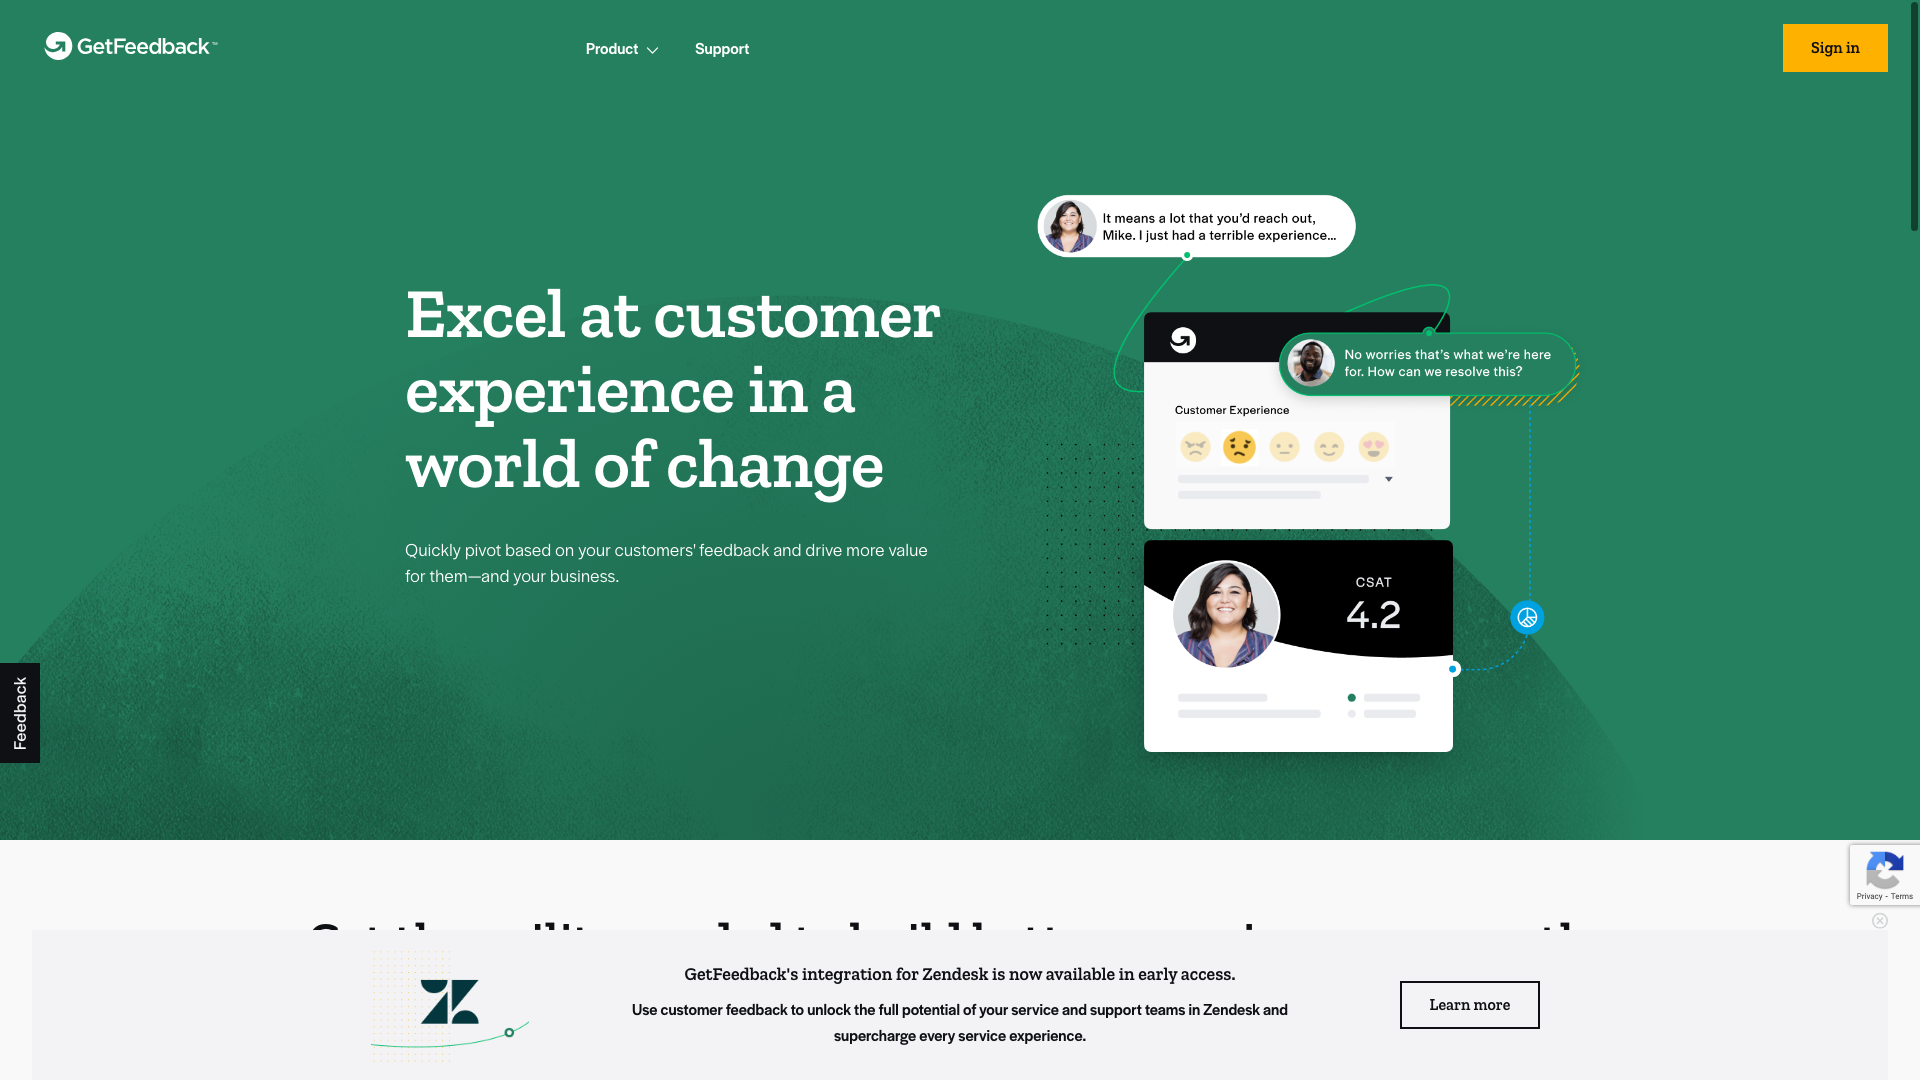 GetFeedback™
Product
Support
Sign in
It means a lot that you'd reach out,
Mike. I just had a terrible experience...
Excel at customer
experience in a
world of change
No worries that's what we're here
for. How can we resolve this?
Customer Experience
Quickly pivot based on your customers' feedback and drive more value
for them—and your business.
CSAT
4.2
Feedback
Privacy - Terms
GetFeedback's integration for Zendesk is now available in early access.
Use customer feedback to unlock the full potential of your service and support teams in Zendesk and
supercharge every service experience.
Learn more